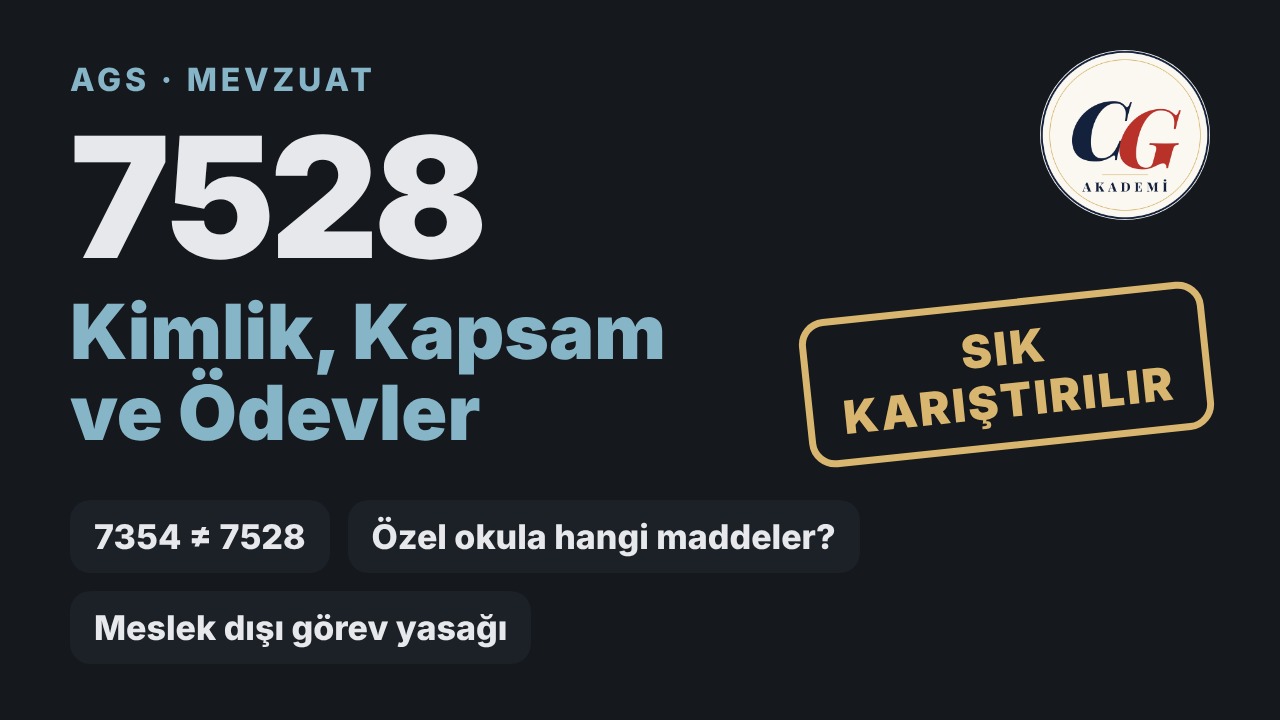 AGS · MEVZUAT
7528
Kimlik, Kapsam
ve Ödevler
CG
AKADEMİ
SIK
KARIŞTIRILIR
7354 ≠ 7528
Özel okula hangi maddeler?
Meslek dışı görev yasağı